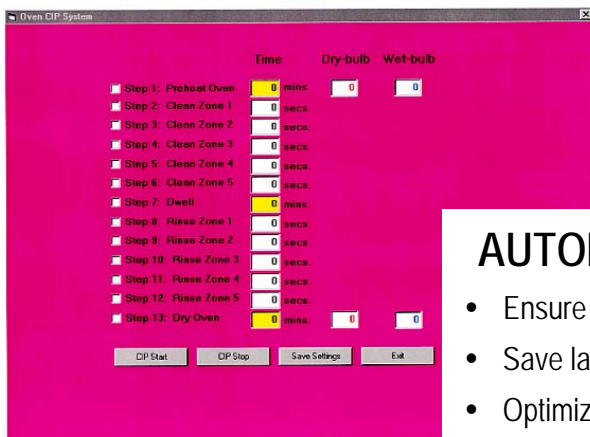 Oven CIP System
Time Dry-bulb Wet-bulb
Step 1: Preheat Oven 0 mins. 0 0
Step 2: Clean Zone 1 0 secs.
Step 3: Clean Zone 2 0 secs.
Step 4: Clean Zone 3 0 secs.
Step 5: Clean Zone 4 0 secs.
Step 6: Clean Zone 5 0 secs.
Step 7: Dwell 0 mins.
Step 8: Rinse Zone 1 0 secs.
Step 9: Rinse Zone 2 0 secs.
Step 10: Rinse Zone 3 0 secs.
Step 11: Rinse Zone 4 0 secs.
Step 12: Rinse Zone 5 0 secs.
Step 13: Dry Oven 0 mins. 0 0
CIP Start CIP Stop Save Settings Exit
• Ensure
• Save